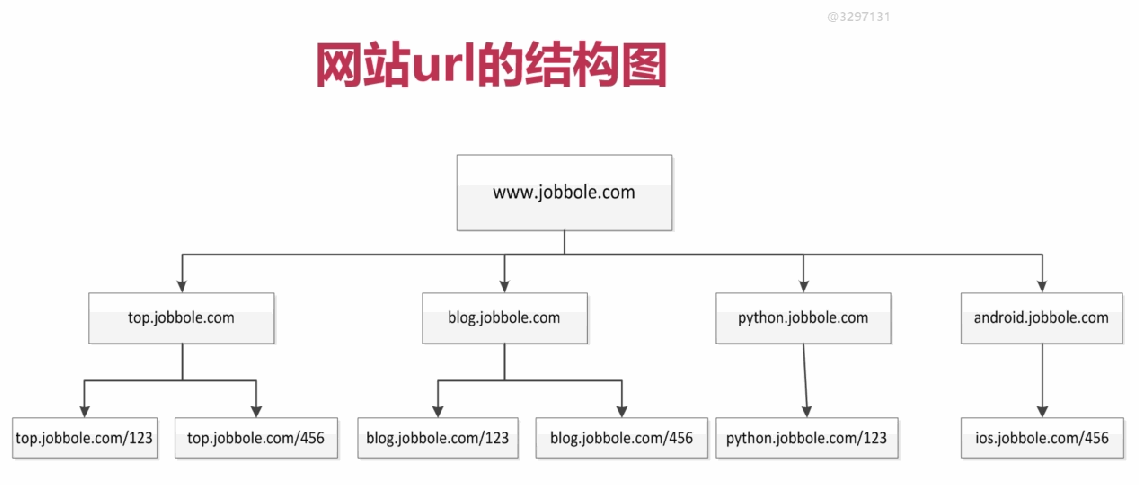 @3297131
网站url的结构图
www.jobbole.com
top.jobbole.com
blog.jobbole.com
python.jobbole.com
android.jobbole.com
top.jobbole.com/123
top.jobbole.com/456
blog.jobbole.com/123
blog.jobbole.com/456
python.jobbole.com/123
ios.jobbole.com/456